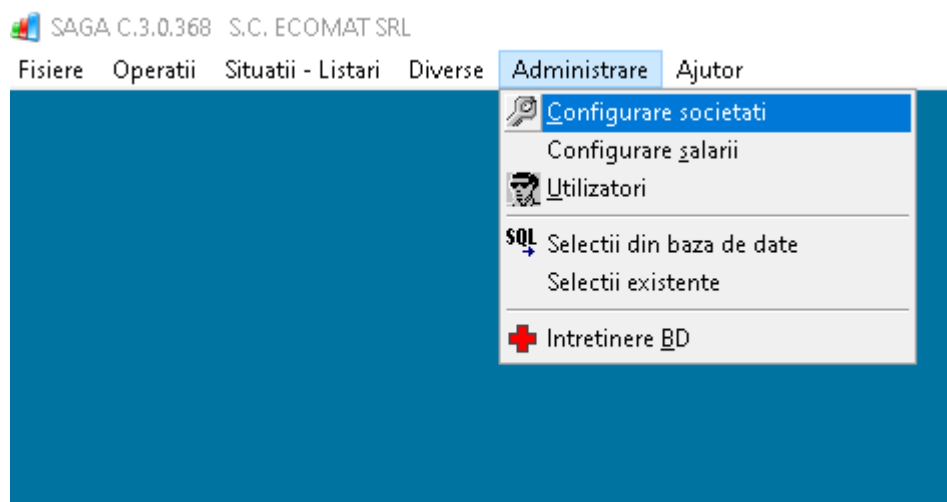 SAGA C.3.0.368 S.C. ECOMAT SRL
Fisiere Operatii Situatii - Listari Diverse Administrare Ajutor
Configurare societati
Configurare salarii
Utilizatori
SQL Selectii din baza de date
Selectii existente
Intretinere BD